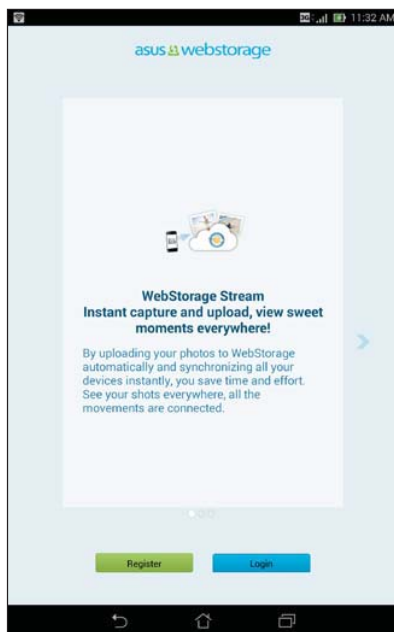 3G 11:32 AM
asus webstorage
WebStorage Stream
Instant capture and upload, view sweet
moments everywhere!
By uploading your photos to WebStorage
automatically and synchronizing all your
devices instantly, you save time and effort.
See your shots everywhere, all the
movements are connected.
Register Login